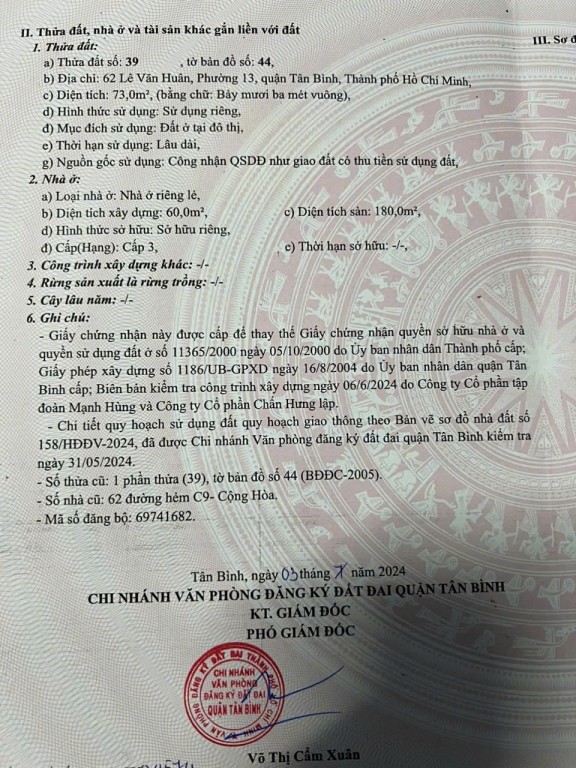 II. Thửa đất, nhà ở và tài sản khác gắn liền với đất
III. Sơ đ
1. Thửa đất:
a) Thửa đất số: 39 , tờ bản đồ số: 44,
b) Địa chỉ: 62 Lê Văn Huân, Phường 13, quận Tân Bình, Thành phố Hồ Chí Minh,
c) Diện tích: 73,0m², (bằng chữ: Bảy mươi ba mét vuông),
d) Hình thức sử dụng: Sử dụng riêng,
đ) Mục đích sử dụng: Đất ở tại đô thị,
e) Thời hạn sử dụng: Lâu dài,
g) Nguồn gốc sử dụng: Công nhận QSDĐ như giao đất có thu tiền sử dụng đất,
2. Nhà ở:
a) Loại nhà ở: Nhà ở riêng lẻ,
b) Diện tích xây dựng: 60,0m², c) Diện tích sàn: 180,0m²,
d) Hình thức sở hữu: Sở hữu riêng,
đ) Cấp(Hạng): Cấp 3, e) Thời hạn sở hữu: -/-,
3. Công trình xây dựng khác: -/-
4. Rừng sản xuất là rừng trồng: -/-
5. Cây lâu năm: -/-
6. Ghi chú:
- Giấy chứng nhận này được cấp để thay thế Giấy chứng nhận quyền sở hữu nhà ở và
quyền sử dụng đất ở số 11365/2000 ngày 05/10/2000 do Ủy ban nhân dân Thành phố cấp;
Giấy phép xây dựng số 1186/UB-GPXD ngày 16/8/2004 do Ủy ban nhân dân quận Tân
Bình cấp; Biên bản kiểm tra công trình xây dựng ngày 06/6/2024 do Công ty Cổ phần tập
đoàn Mạnh Hùng và Công ty Cổ phần Chấn Hưng lập.
- Chi tiết quy hoạch sử dụng đất quy hoạch giao thông theo Bản vẽ sơ đồ nhà đất số
158/HĐĐV-2024, đã được Chi nhánh Văn phòng đăng ký đất đai quận Tân Bình kiểm tra
ngày 31/05/2024.
- Số thửa cũ: 1 phần thửa (39), tờ bản đồ số 44 (BĐĐC-2005).
- Số nhà cũ: 62 đường hẻm C9- Cộng Hòa.
- Mã số đăng bộ: 69741682.
Tân Bình, ngày 03 tháng 7 năm 2024
CHI NHÁNH VĂN PHÒNG ĐĂNG KÝ ĐẤT ĐAI QUẬN TÂN BÌNH
KT. GIÁM ĐỐC
PHÓ GIÁM ĐỐC
VĂN PHÒNG ĐĂNG KÝ ĐẤT ĐAI THÀNH PHỐ HỒ CHÍ MINH
CHI NHÁNH
VĂN PHÒNG
ĐĂNG KÝ ĐẤT ĐAI
QUẬN TÂN BÌNH
Võ Thị Cẩm Xuân